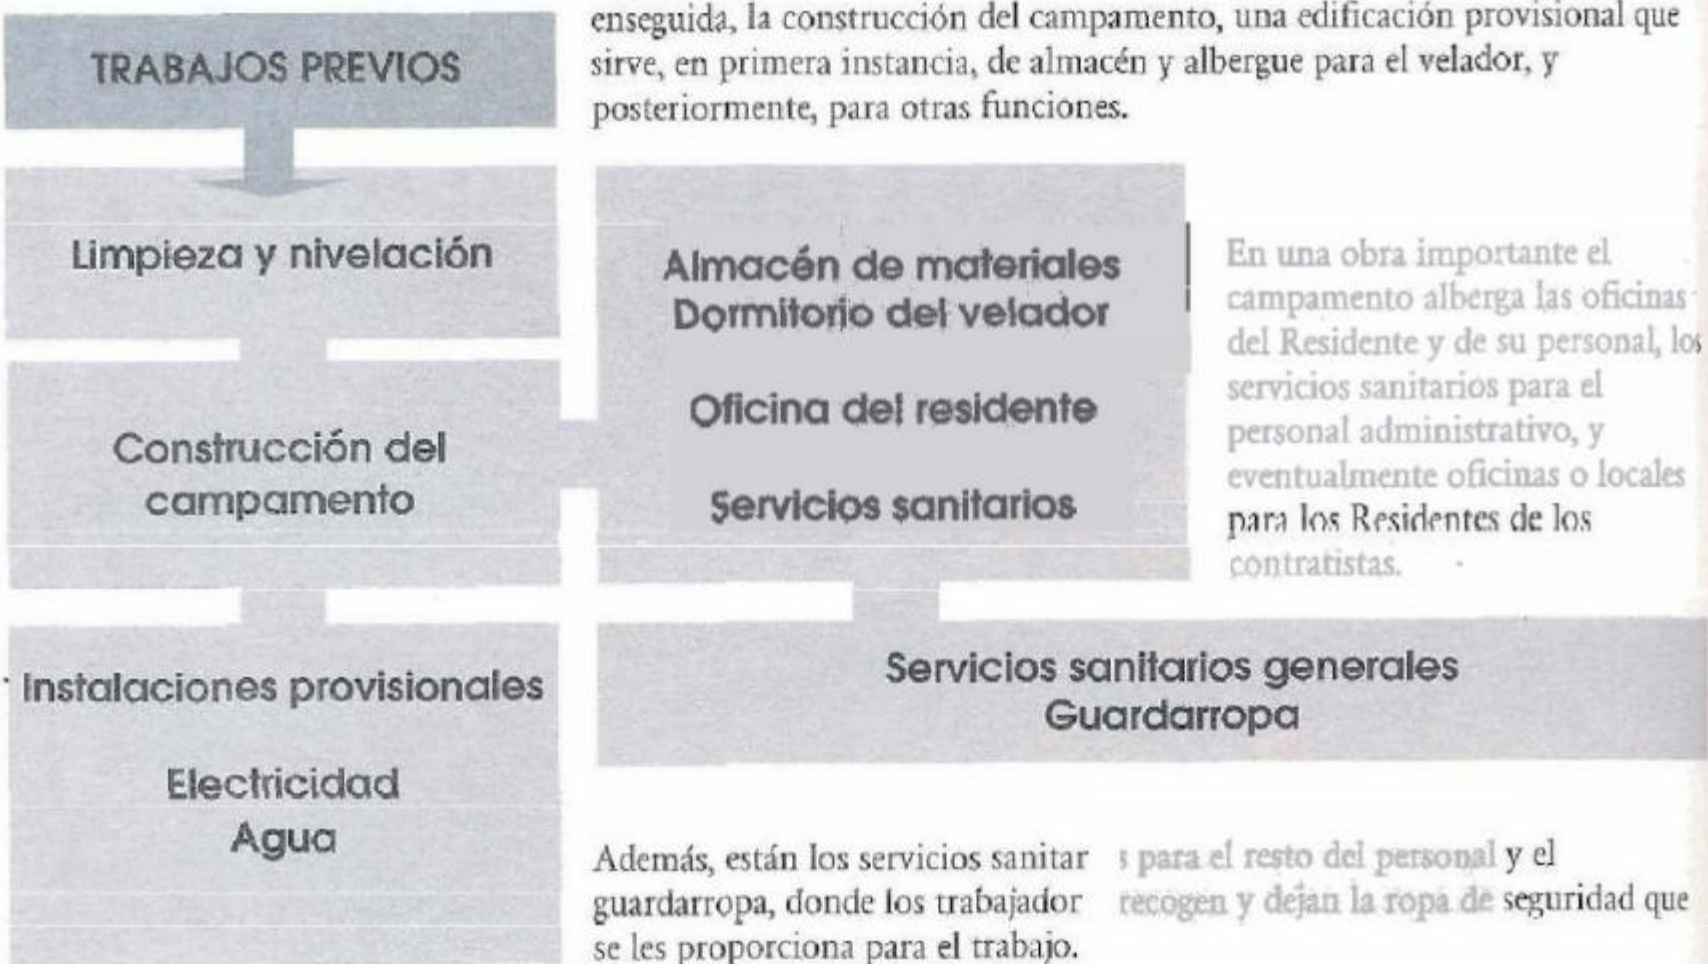 enseguida, la construcción del campamento, una edificación provisional que
sirve, en primera instancia, de almacén y albergue para el velador, y
posteriormente, para otras funciones.
TRABAJOS PREVIOS
Limpieza y nivelación
Construcción del
campamento
Instalaciones provisionales
Electricidad
Agua
Almacén de materiales
Dormitorio del velador
Oficina del residente
Servicios sanitarios
En una obra importante el
campamento alberga las oficinas
del Residente y de su personal, los
servicios sanitarios para el
personal administrativo, y
eventualmente oficinas o locales
para los Residentes de los
contratistas.
Servicios sanitarios generales
Guardarropa
Además, están los servicios sanitar s para el resto del personal y el
guardarropa, donde los trabajador recogen y dejan la ropa de seguridad que
se les proporciona para el trabajo.